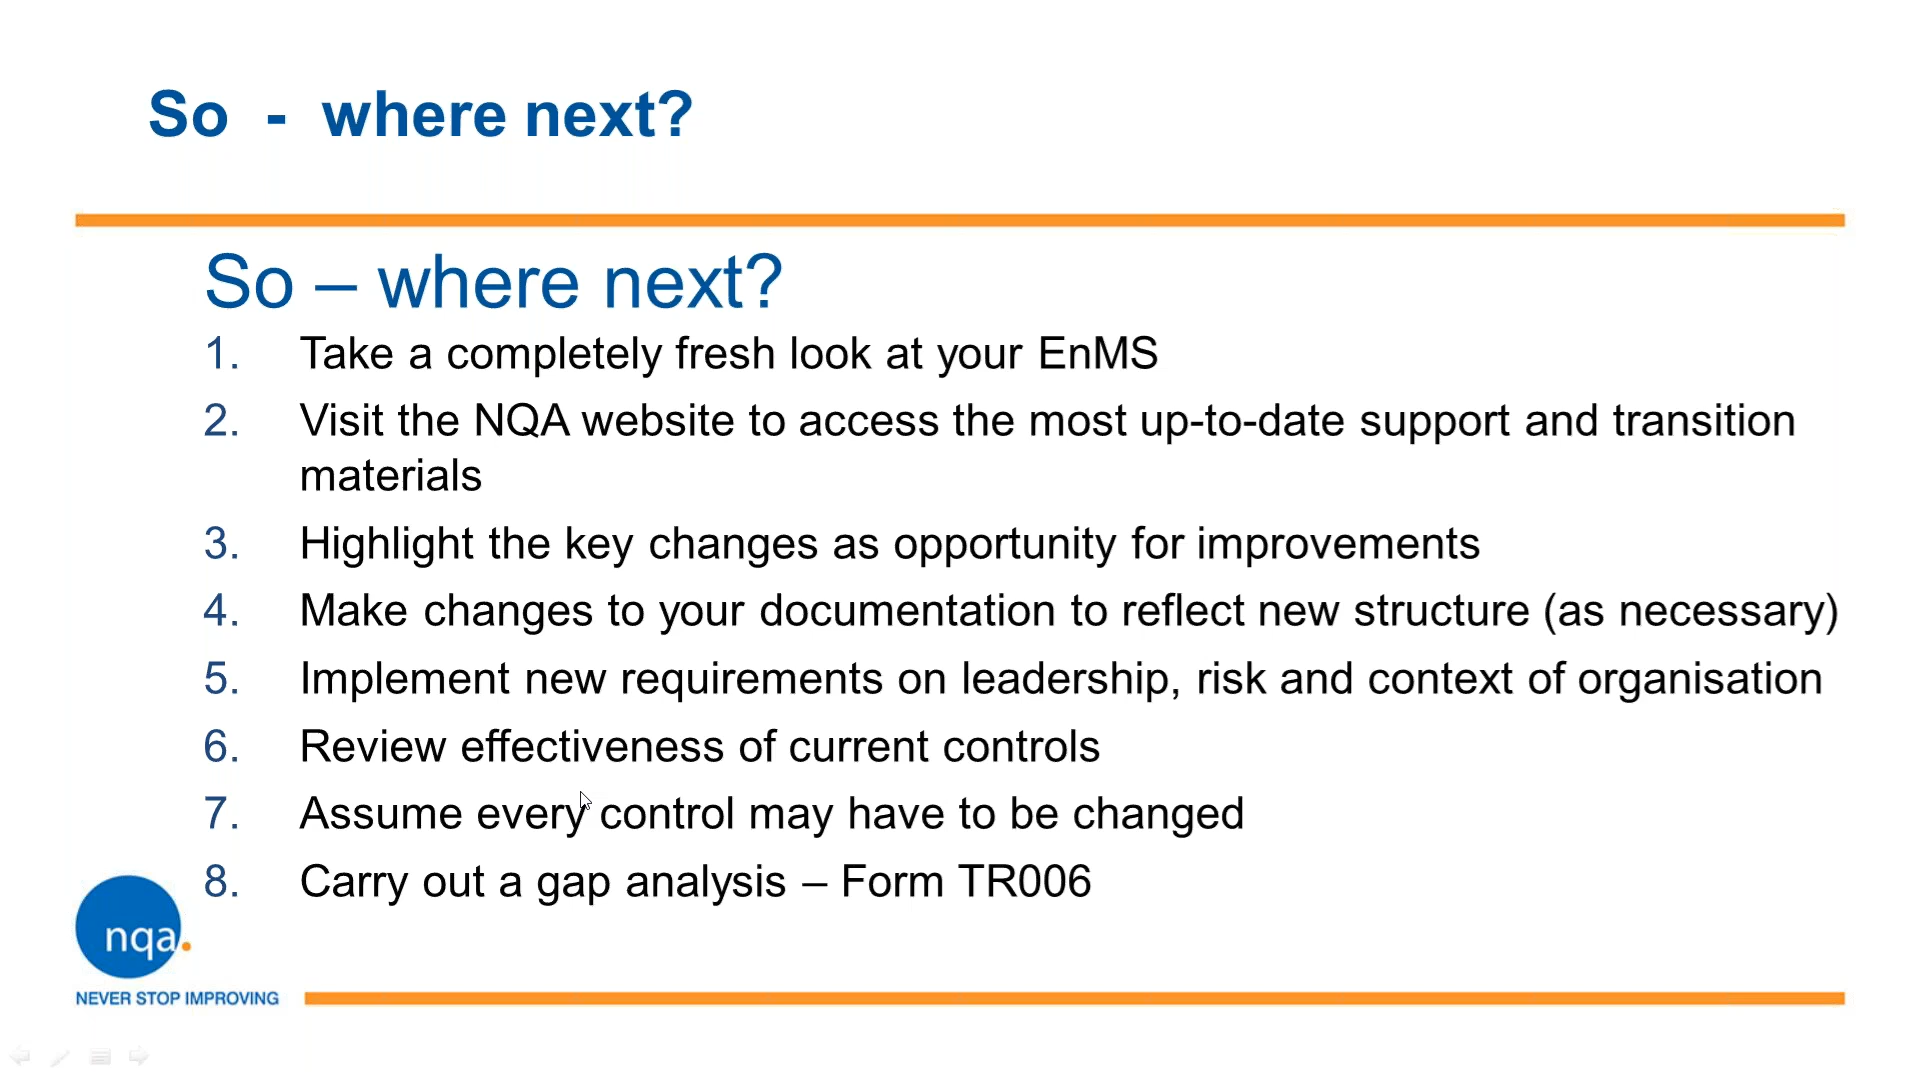 So - where next?
So – where next?
1. Take a completely fresh look at your EnMS
2. Visit the NQA website to access the most up-to-date support and transition
materials
3. Highlight the key changes as opportunity for improvements
4. Make changes to your documentation to reflect new structure (as necessary)
5. Implement new requirements on leadership, risk and context of organisation
6. Review effectiveness of current controls
7. Assume every control may have to be changed
8. Carry out a gap analysis – Form TR006
nqa.
NEVER STOP IMPROVING